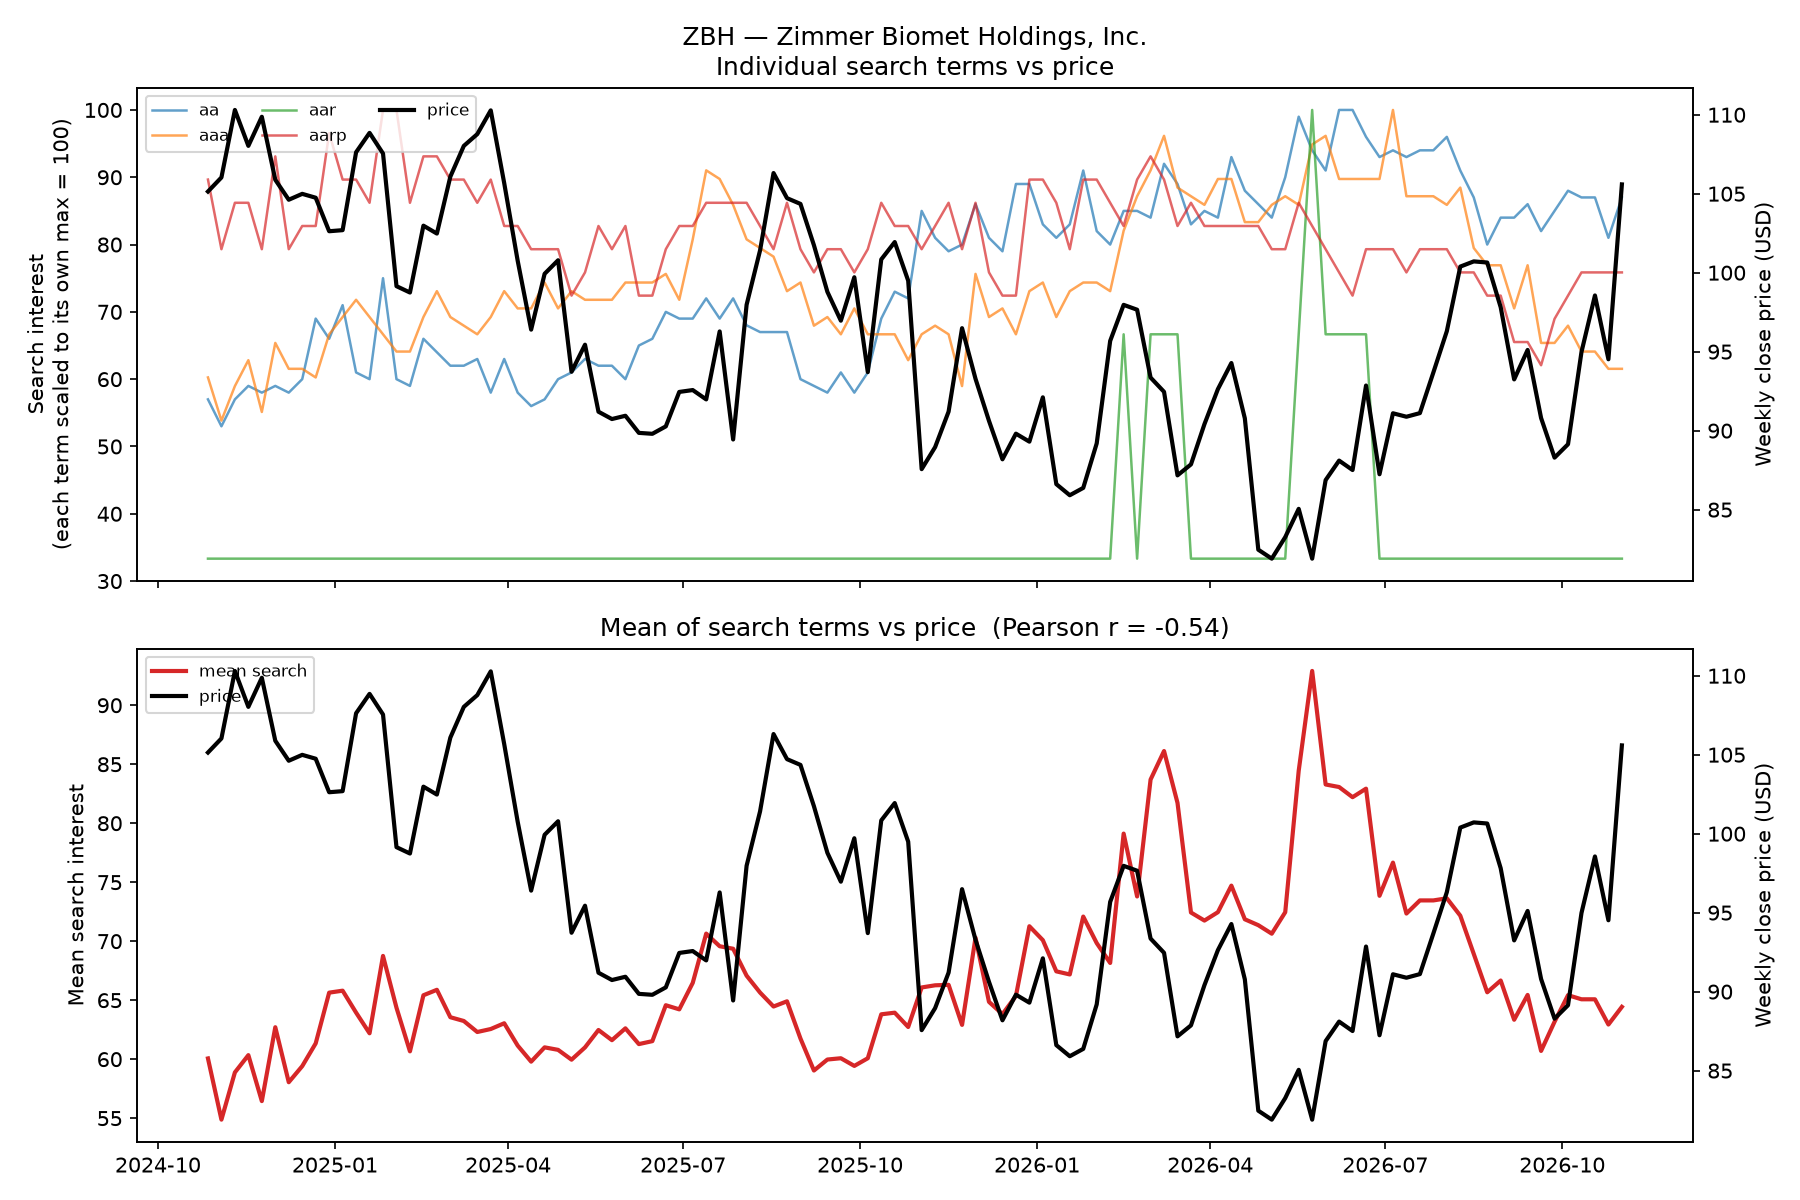 ZBH — Zimmer Biomet Holdings, Inc.
Individual search terms vs price
aa
aar
price
aaa
aarp
Search interest
(each term scaled to its own max = 100)
100
90
80
70
60
50
40
30
110
105
100
95
90
85
Weekly close price (USD)
Mean of search terms vs price (Pearson r = -0.54)
mean search
price
Mean search interest
90
85
80
75
70
65
60
55
110
105
100
95
90
85
Weekly close price (USD)
2024-10
2025-01
2025-04
2025-07
2025-10
2026-01
2026-04
2026-07
2026-10